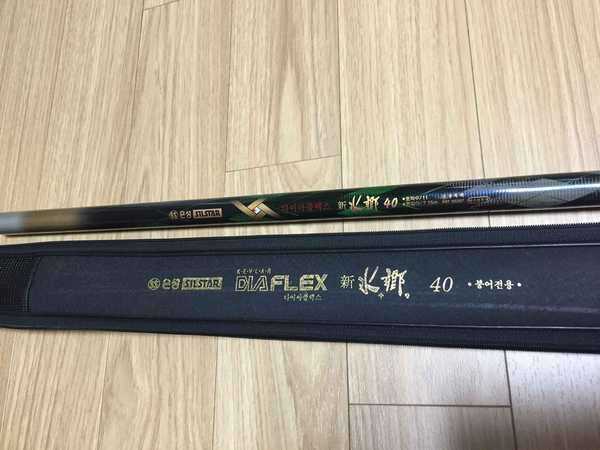 은성 SILSTAR 다이아플렉스 新 水鄕 40
은성 SILSTAR KEVLAR DIAFLEX 다이아플렉스 新 水鄕 40 • 붕어전용 •